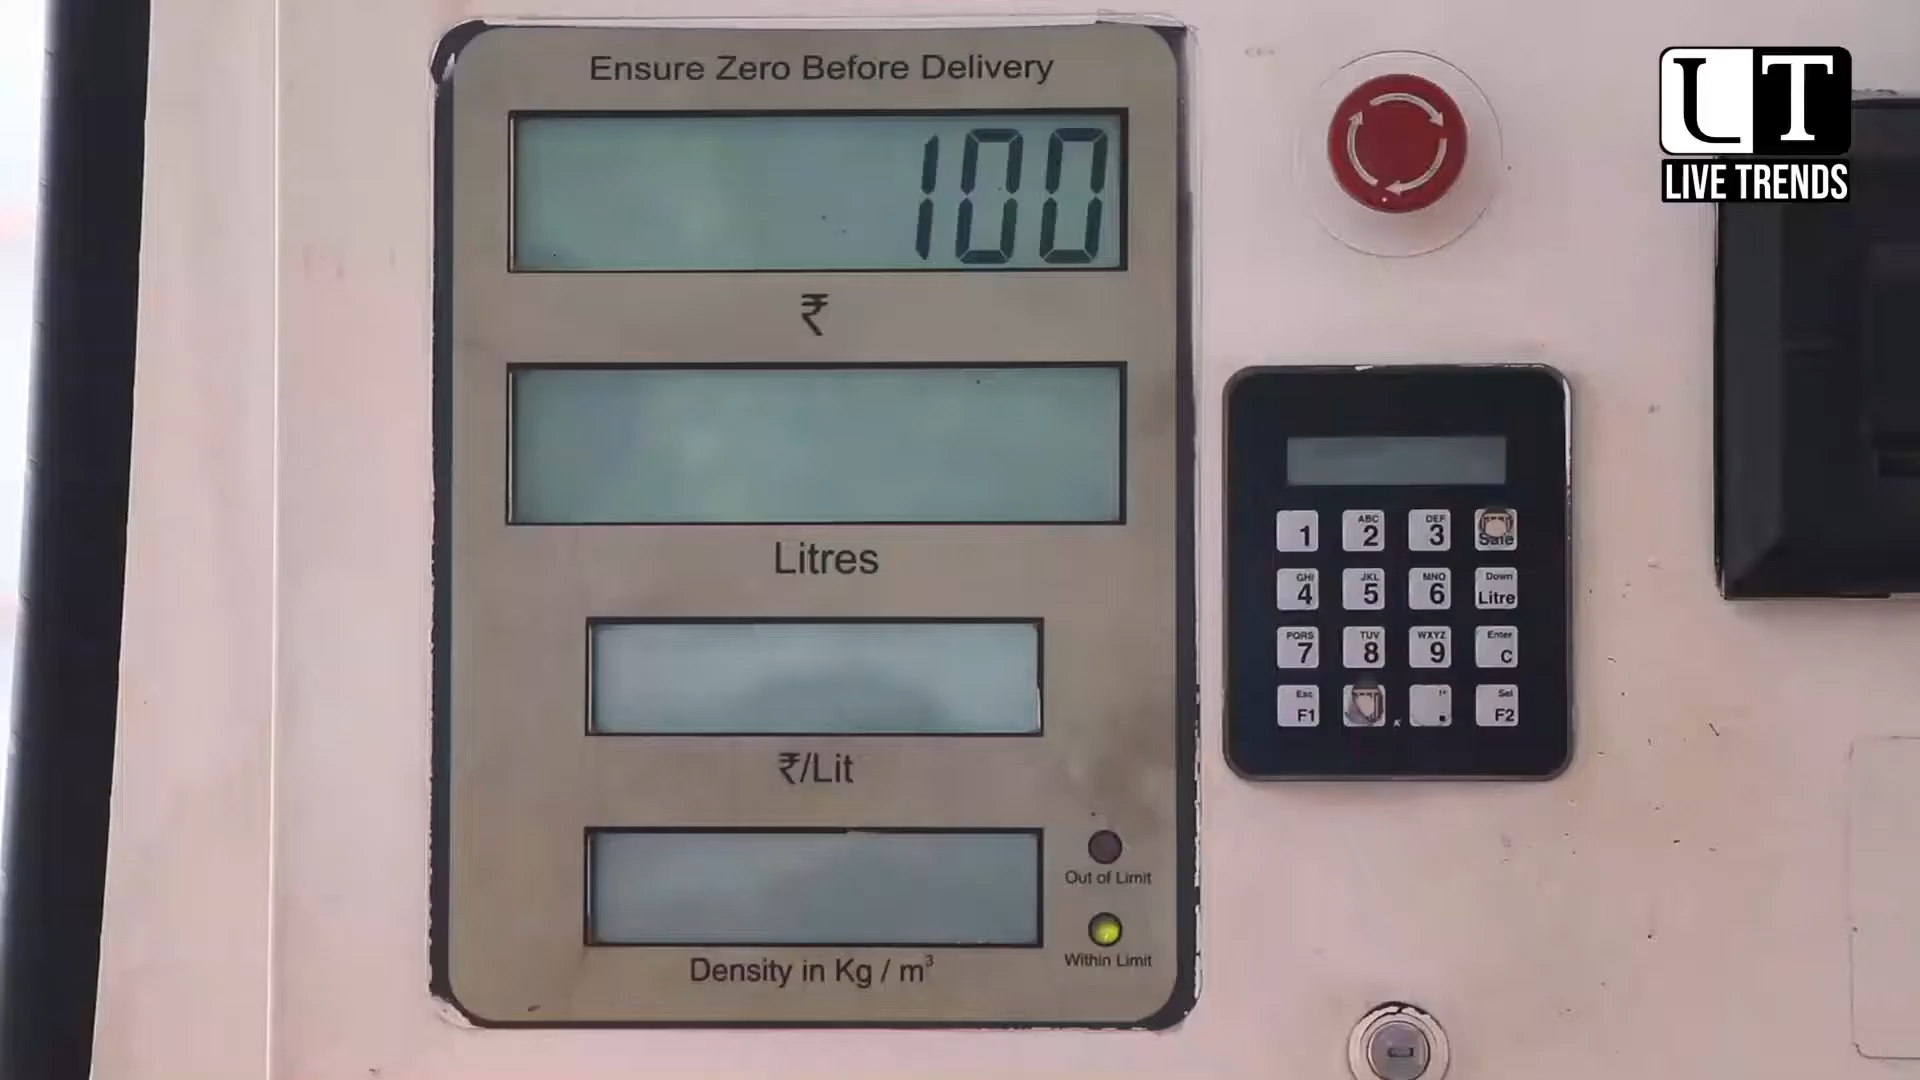 Ensure Zero Before Delivery
100
₹
Litres
₹/Lit
Out of Limit
Within Limit
Density in Kg / m³
LT
LIVE TRENDS
1
ABC
2
DEF
3
Sale
GHI
4
JKL
5
MNO
6
Down
Litre
PQRS
7
TUV
8
WXYZ
9
Enter
C
Esc
F1
.
Sel
F2